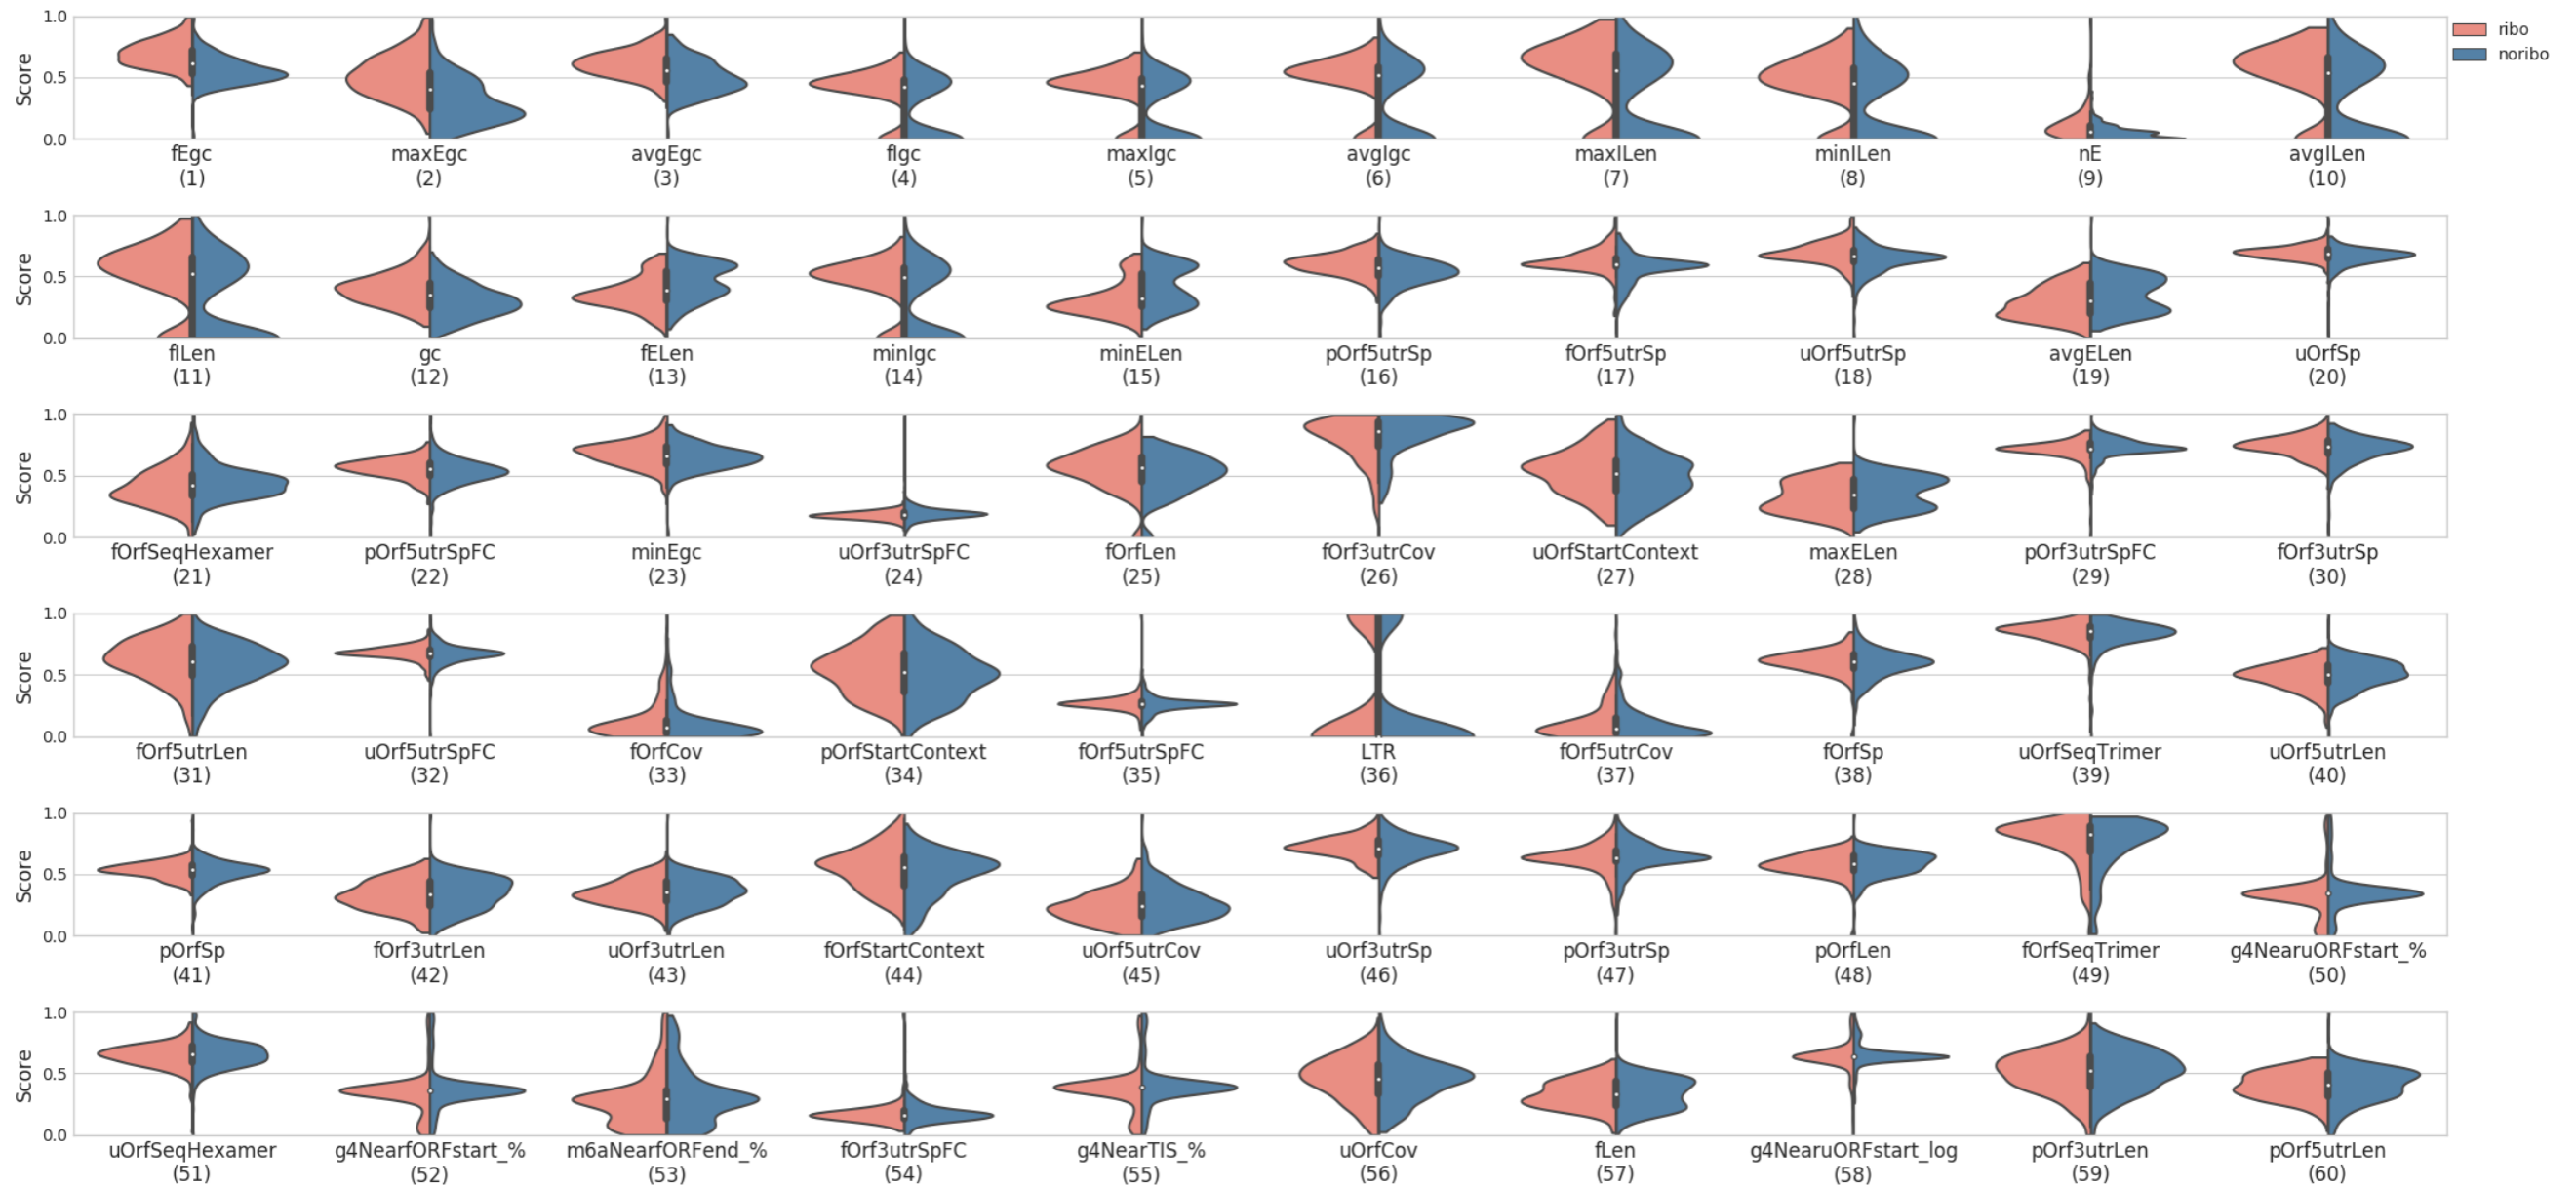 1.0
ribo
noribo
Score
0.5
0.0
fEgc maxEgc avgEgc fIgc maxIgc avgIgc maxILen minILen nE avgILen
(1) (2) (3) (4) (5) (6) (7) (8) (9) (10)
1.0
Score
0.5
0.0
fILen gc fELen minIgc minELen pOrf5utrSp fOrf5utrSp uOrf5utrSp avgELen uOrfSp
(11) (12) (13) (14) (15) (16) (17) (18) (19) (20)
1.0
Score
0.5
0.0
fOrfSeqHexamer pOrf5utrSpFC minEgc uOrf3utrSpFC fOrfLen fOrf3utrCov uOrfStartContext maxELen pOrf3utrSpFC fOrf3utrSp
(21) (22) (23) (24) (25) (26) (27) (28) (29) (30)
1.0
Score
0.5
0.0
fOrf5utrLen uOrf5utrSpFC fOrfCov pOrfStartContext fOrf5utrSpFC LTR fOrf5utrCov fOrfSp uOrfSeqTrimer uOrf5utrLen
(31) (32) (33) (34) (35) (36) (37) (38) (39) (40)
1.0
Score
0.5
0.0
pOrfSp fOrf3utrLen uOrf3utrLen fOrfStartContext uOrf5utrCov uOrf3utrSp pOrf3utrSp pOrfLen fOrfSeqTrimer g4NearuORFstart_%
(41) (42) (43) (44) (45) (46) (47) (48) (49) (50)
1.0
Score
0.5
0.0
uOrfSeqHexamer g4NearfORFstart_% m6aNearfORFend_% fOrf3utrSpFC g4NearTIS_% uOrfCov fLen g4NearuORFstart_log pOrf3utrLen pOrf5utrLen
(51) (52) (53) (54) (55) (56) (57) (58) (59) (60)